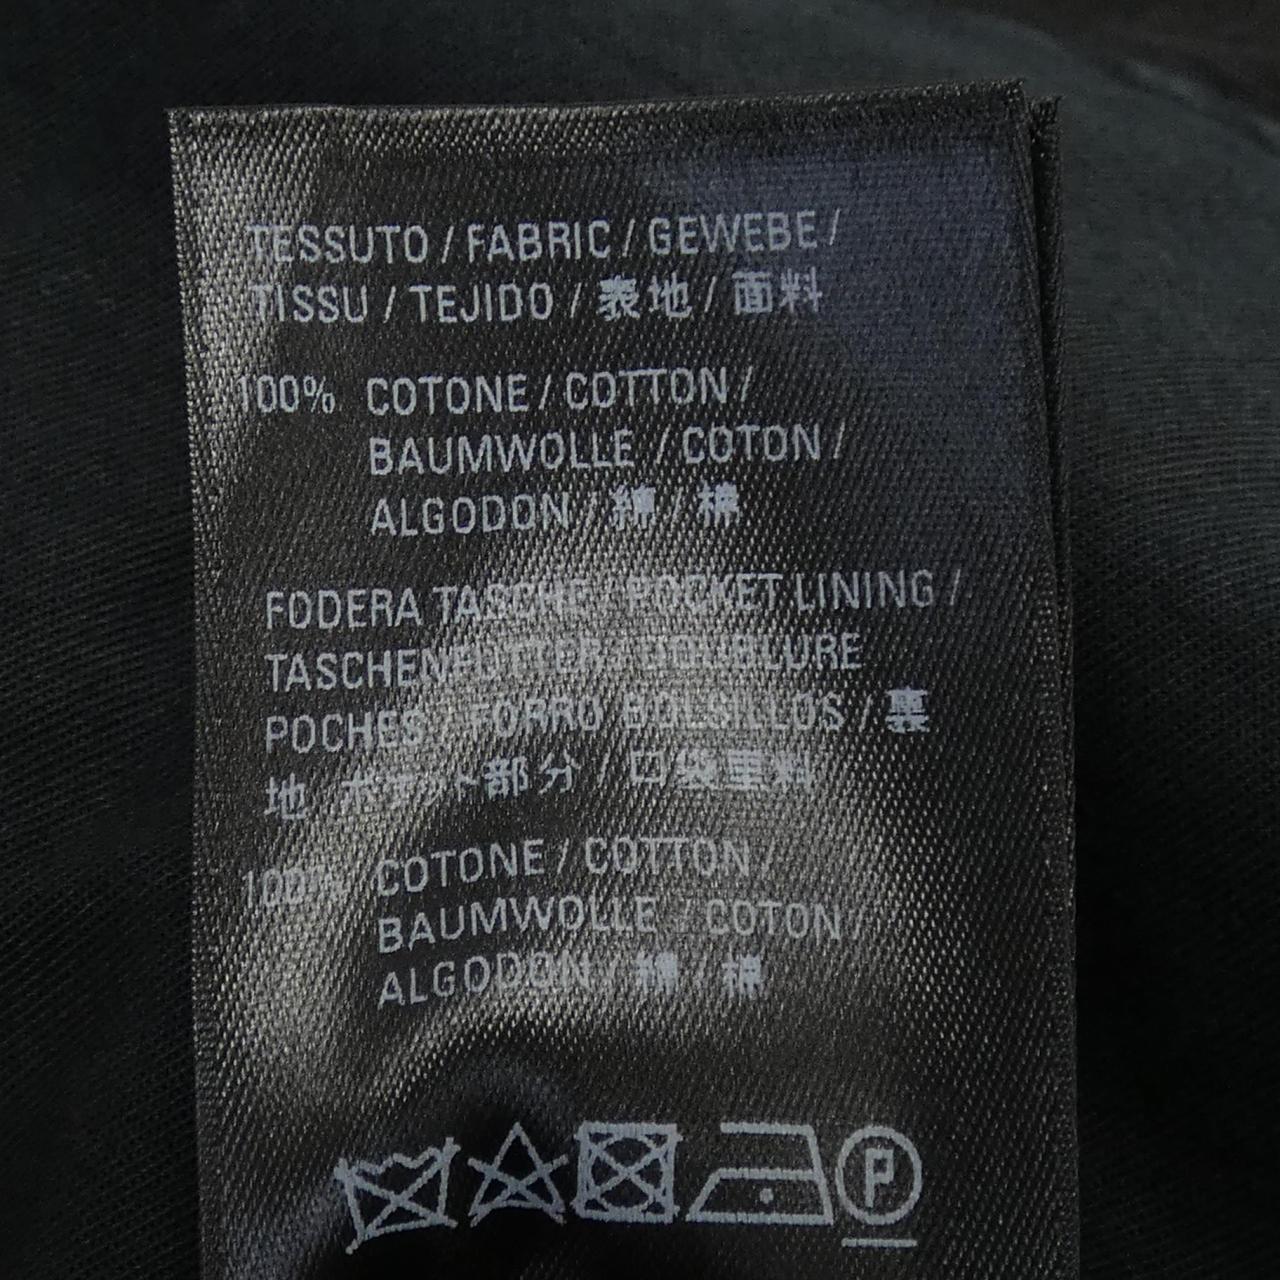 TESSUTO / FABRIC / GEWEBE /
TISSU / TEJIDO / 表地 / 面料
100% COTONE / COTTON /
BAUMWOLLE / COTON /
ALGODON / 綿 / 棉
FODERA TASCHE / POCKET LINING /
TASCHENFUTTER / DOUBLURE
POCHES / FORRO BOLSILLOS / 裏
地 ポケット部分 / 口袋里料
100% COTONE / COTTON /
BAUMWOLLE / COTON /
ALGODON / 綿 / 棉
P